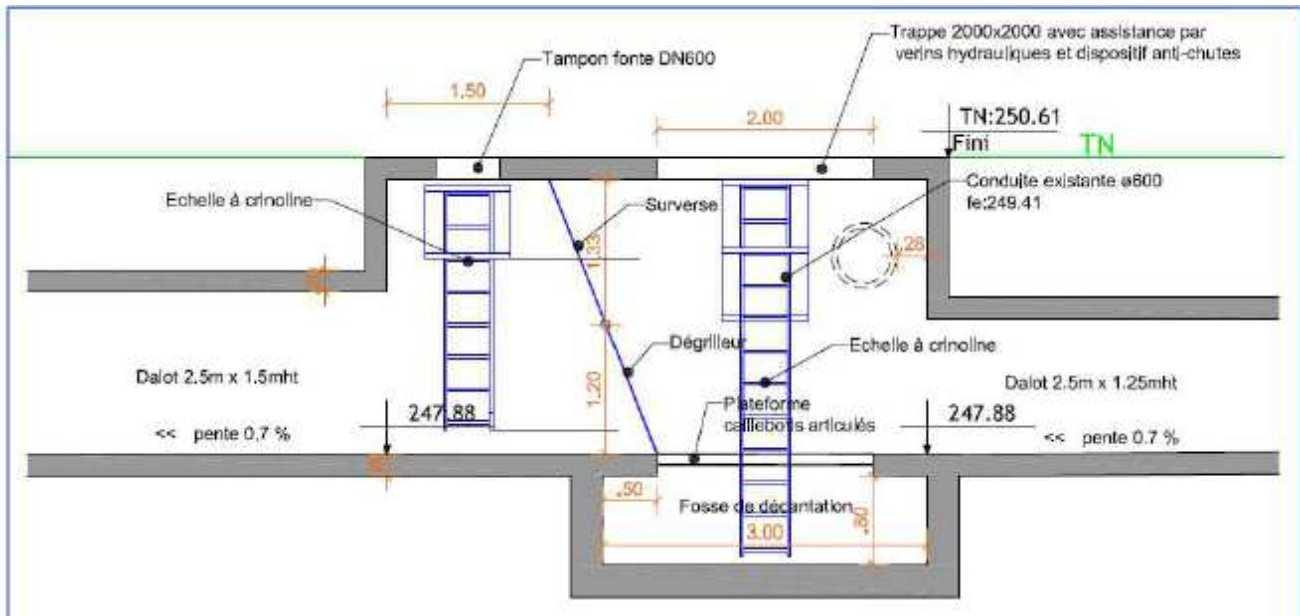 Trappe 2000x2000 avec assistance par
verins hydrauliques et dispositif anti-chutes
Tampon fonte DN600
1.50
2.00
TN:250.61
Fini
TN
Echelle à crinoline
Surverse
Conduite existante ø600
fe:249.41
1.33
.28
Dégrilleur
Echelle à crinoline
Dalot 2.5m x 1.5mht
1.20
Dalot 2.5m x 1.25mht
247.88
Plateforme
caillebotis articulés
247.88
<< pente 0.7 %
<< pente 0.7 %
.50
Fosse de décantation
.80
3.00